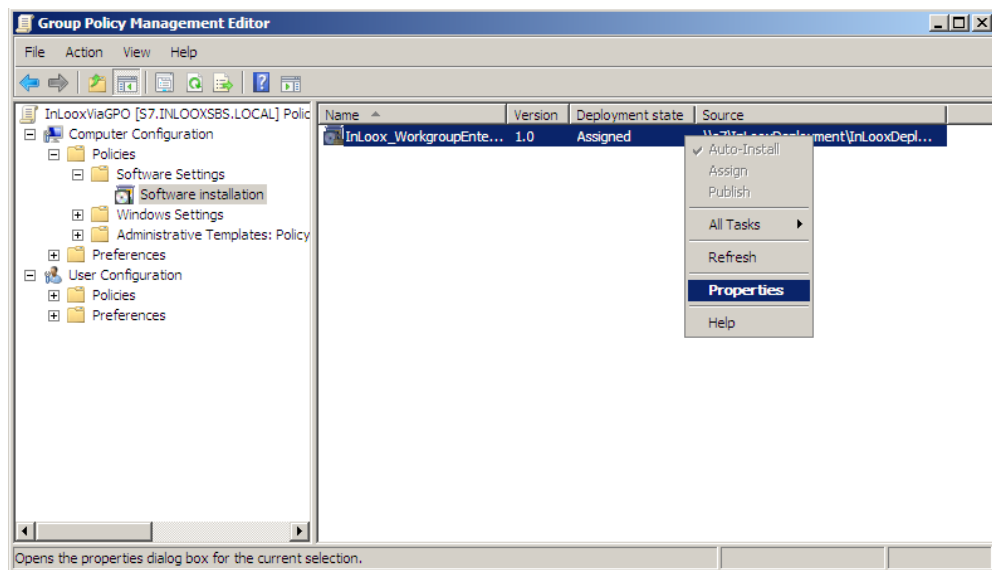 Group Policy Management Editor
File Action View Help
InLooxViaGPO [S7.INLOOXSBS.LOCAL] Polic
Computer Configuration
Policies
Software Settings
Software installation
Windows Settings
Administrative Templates: Policy
Preferences
User Configuration
Policies
Preferences
Name Version Deployment state Source
InLoox_WorkgroupEnte... 1.0 Assigned \\s7\InLooxDeployment\InLooxDepl...
Auto-Install
Assign
Publish
All Tasks
Refresh
Properties
Help
Opens the properties dialog box for the current selection.